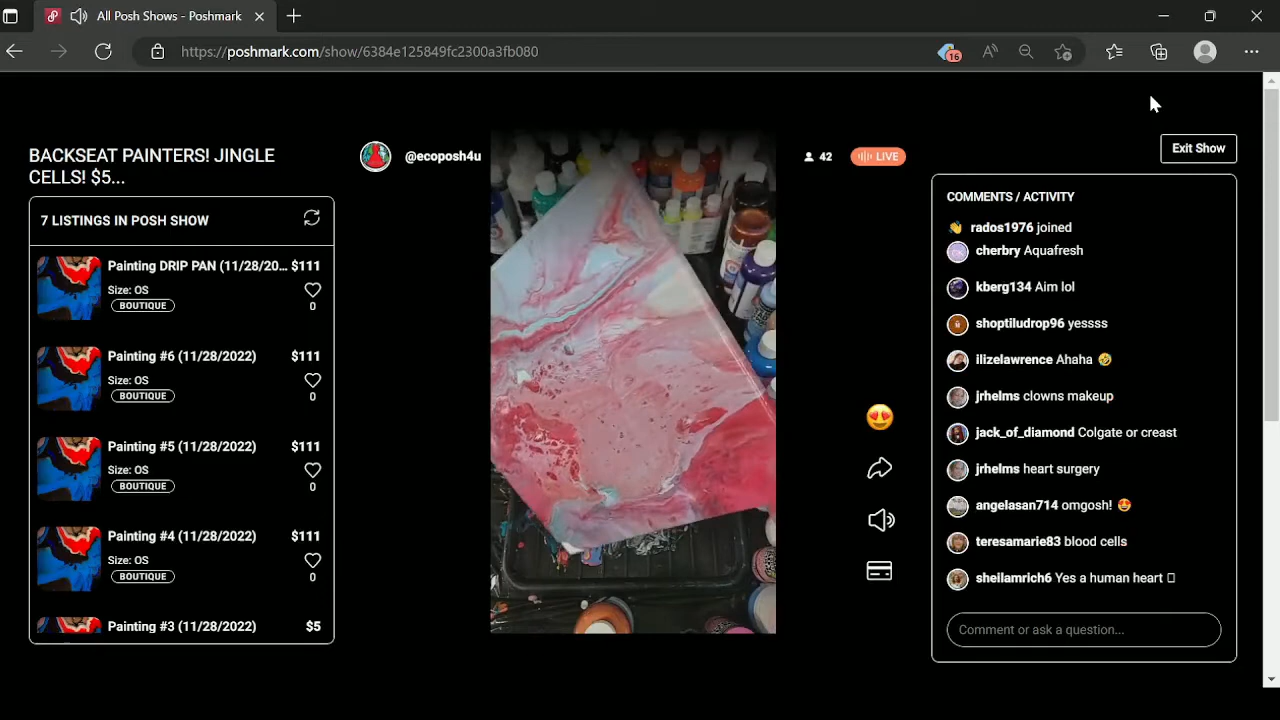 All Posh Shows - Poshmark
https://poshmark.com/show/6384e125849fc2300a3fb080
16
BACKSEAT PAINTERS! JINGLE
CELLS! $5...
@ecoposh4u
42
LIVE
Exit Show
7 LISTINGS IN POSH SHOW
Painting DRIP PAN (11/28/20... $111
Size: OS
BOUTIQUE
0
Painting #6 (11/28/2022) $111
Size: OS
BOUTIQUE
0
Painting #5 (11/28/2022) $111
Size: OS
BOUTIQUE
0
Painting #4 (11/28/2022) $111
Size: OS
BOUTIQUE
0
Painting #3 (11/28/2022) $5
COMMENTS / ACTIVITY
👋 rados1976 joined
cherbry Aquafresh
kberg134 Aim lol
shoptiludrop96 yessss
ilizelawrence Ahaha 🤣
jrhelms clowns makeup
jack_of_diamond Colgate or creast
jrhelms heart surgery
angelasan714 omgosh! 😍
teresamarie83 blood cells
sheilamrich6 Yes a human heart
Comment or ask a question...